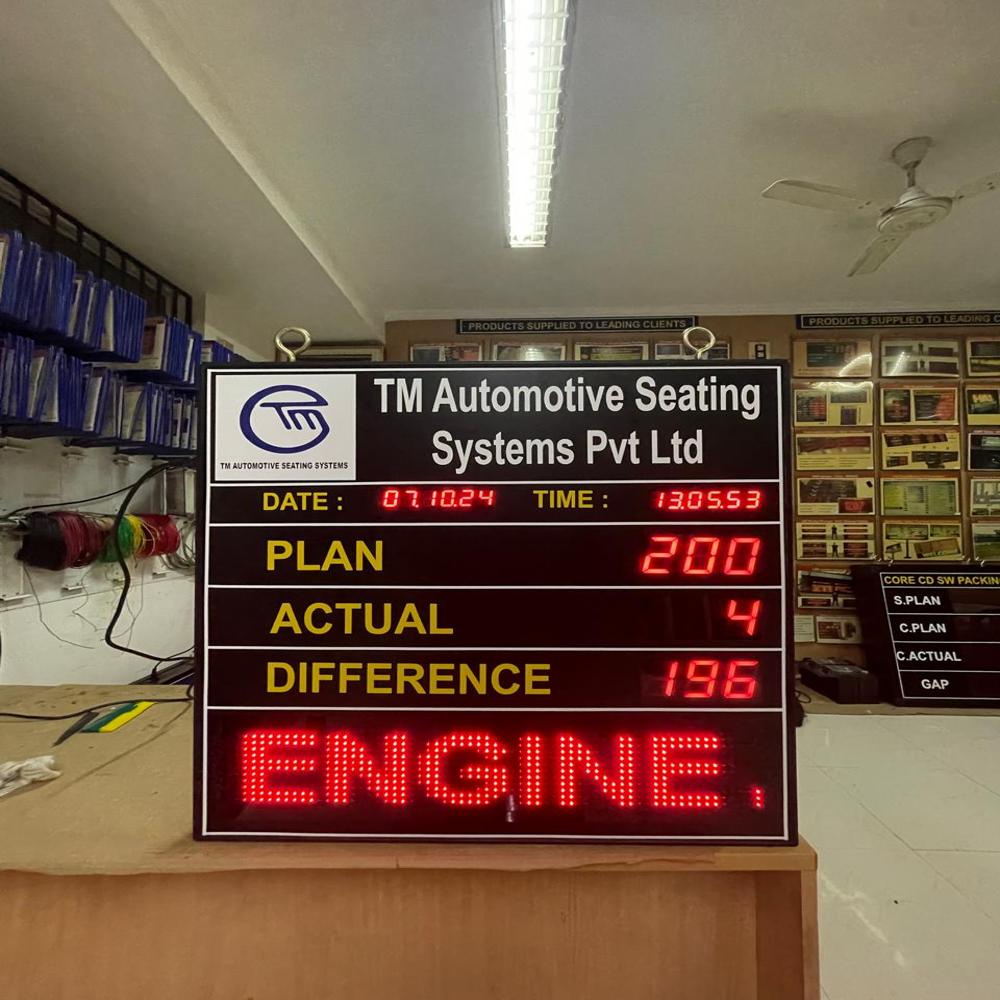 PRODUCTS SUPPLIED TO LEADING CLIENTS
PRODUCTS SUPPLIED TO LEADING
TM
TM AUTOMOTIVE SEATING SYSTEMS
TM Automotive Seating
Systems Pvt Ltd
DATE : 07.10.24 TIME : 13.05.53
PLAN 200
ACTUAL 4
DIFFERENCE 196
ENGINE.
CORE CD SW
S.PLAN
C.PLAN
C.ACTUAL
GAP